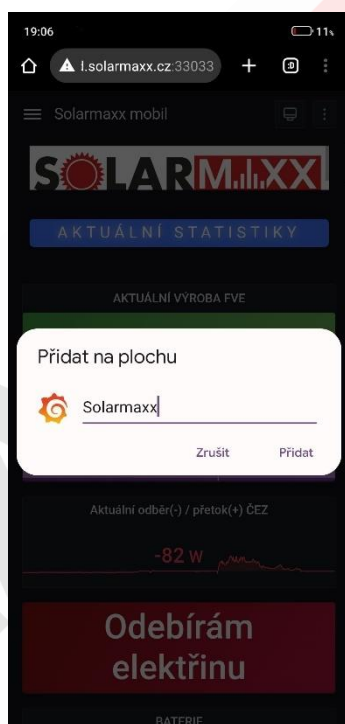 19:06
11%
l.solarmaxx.cz:33033
:D
Solarmaxx mobil
SOLARMAXX
AKTUÁLNÍ STATISTIKY
AKTUÁLNÍ VÝROBA FVE
Přidat na plochu
Solarmaxx
Zrušit Přidat
Aktuální odběr(-) / přetok(+) ČEZ
-82 W
Odebírám
elektřinu
BATERIE